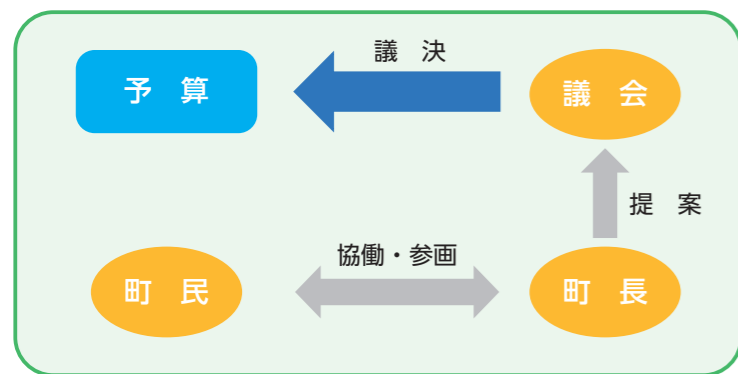 議 決
予 算
議 会
提 案
協働・参画
町 民
町 長